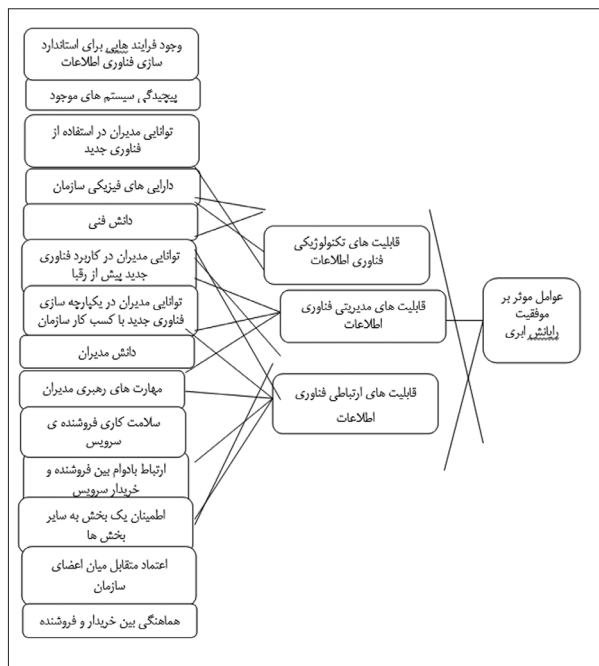 وجود فرایند هایی برای استاندارد
سازی فناوری اطلاعات
پیچیدگی سیستم های موجود
توانایی مدیران در استفاده از
فناوری جدید
دارایی های فیزیکی سازمان
دانش فنی
توانایی مدیران در کاربرد فناوری
جدید پیش از رقبا
توانایی مدیران در یکپارچه سازی
فناوری جدید با کسب کار سازمان
دانش مدیران
مهارت های رهبری مدیران
سلامت کاری فروشنده ی
سرویس
ارتباط بادوام بین فروشنده و
خریدار سرویس
اطمینان یک بخش به سایر
بخش ها
اعتماد متقابل میان اعضای
سازمان
هماهنگی بین خریدار و فروشنده
قابلیت های تکنولوژیکی
فناوری اطلاعات
قابلیت های مدیریتی فناوری
اطلاعات
قابلیت های ارتباطی فناوری
اطلاعات
عوامل موثر بر
موفقیت
رایانش ابری